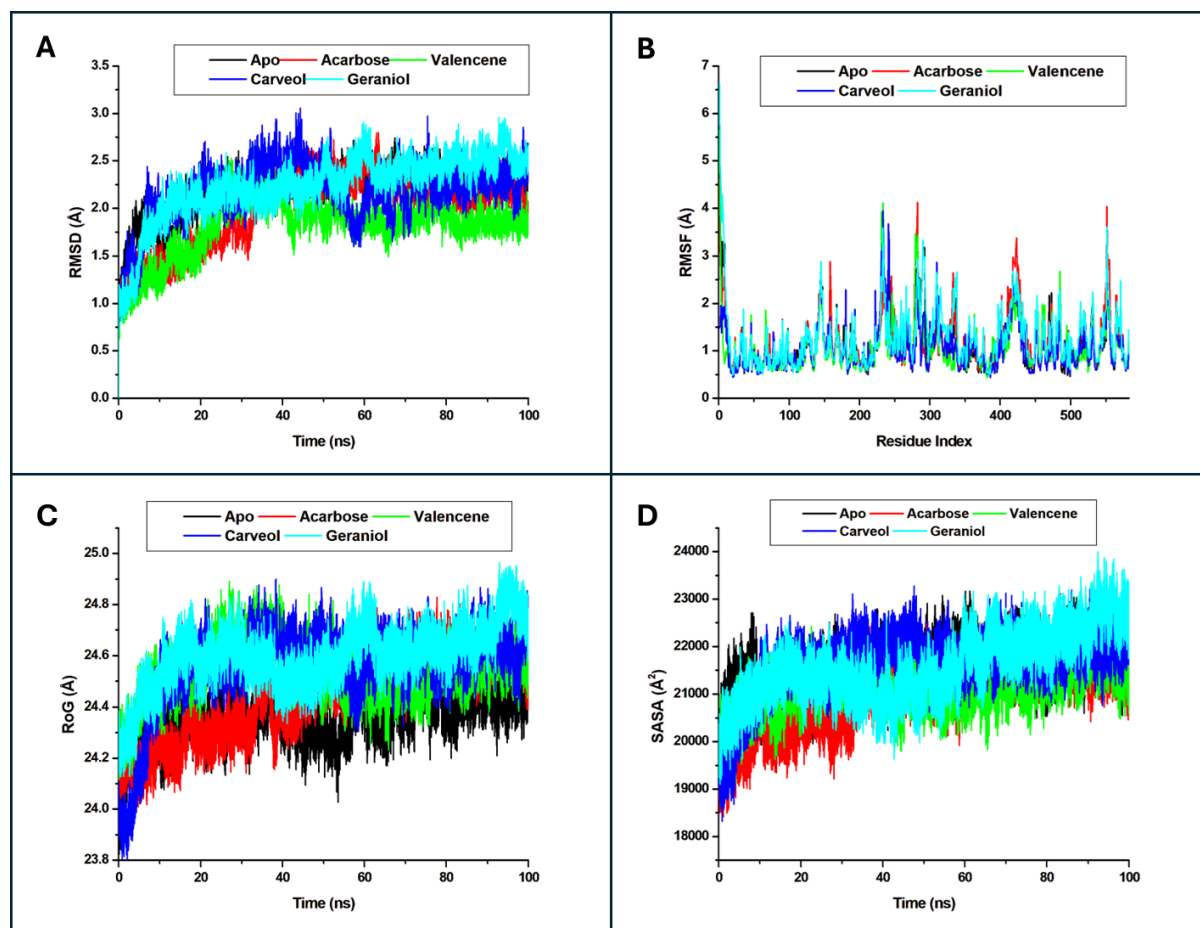 A
Apo Acarbose Valencene
Carveol Geraniol
3.5
3.0
2.5
2.0
1.5
1.0
0.5
0.0
RMSD (Å)
0 20 40 60 80 100
Time (ns)
B
Apo Acarbose Valencene
Carveol Geraniol
7
6
5
4
3
2
1
0
RMSF (Å)
0 100 200 300 400 500
Residue Index
C
Apo Acarbose Valencene
Carveol Geraniol
25.0
24.8
24.6
24.4
24.2
24.0
23.8
RoG (Å)
0 20 40 60 80 100
Time (ns)
D
Apo Acarbose Valencene
Carveol Geraniol
24000
23000
22000
21000
20000
19000
18000
SASA (Å²)
0 20 40 60 80 100
Time (ns)